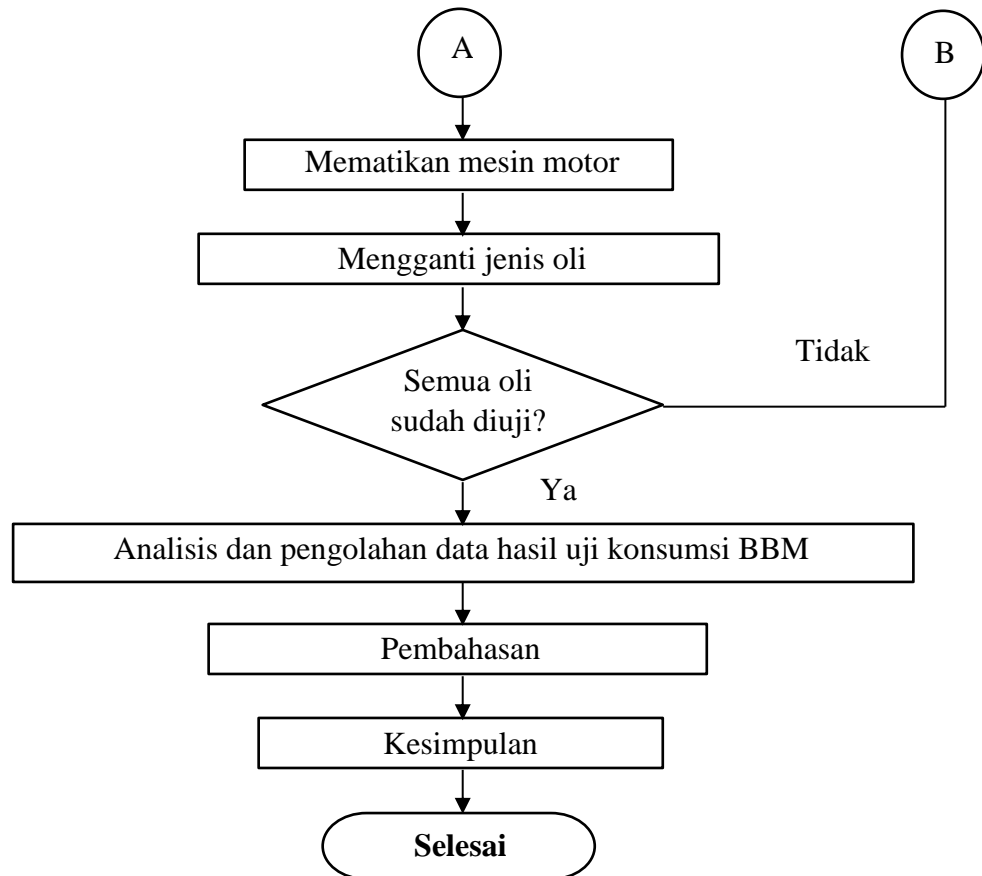 A
B
Mematikan mesin motor
Mengganti jenis oli
Tidak
Semua oli
sudah diuji?
Ya
Analisis dan pengolahan data hasil uji konsumsi BBM
Pembahasan
Kesimpulan
Selesai